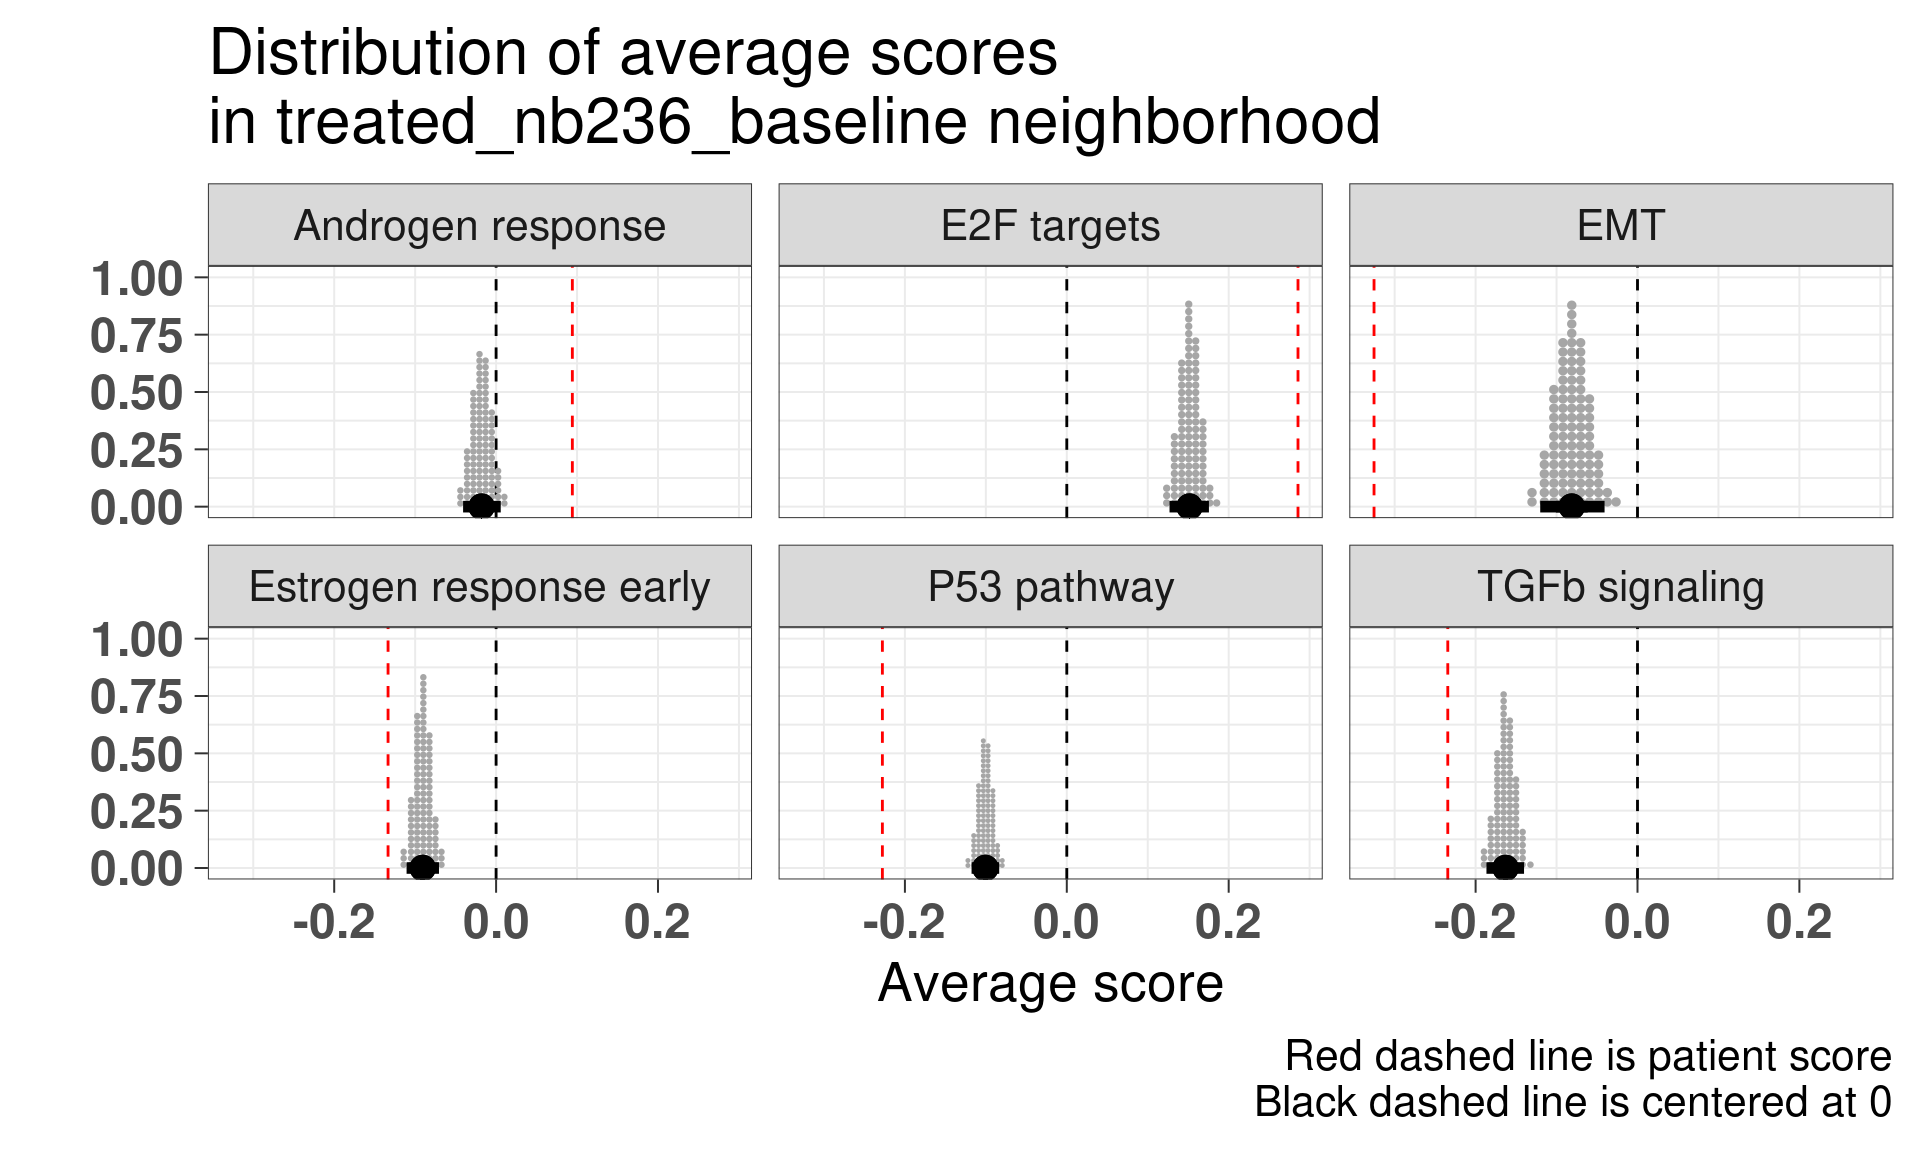 Distribution of average scores
in treated_nb236_baseline neighborhood
Androgen response
E2F targets
EMT
1.00
0.75
0.50
0.25
0.00
Estrogen response early
P53 pathway
TGFb signaling
1.00
0.75
0.50
0.25
0.00
-0.2 0.0 0.2
-0.2 0.0 0.2
-0.2 0.0 0.2
Average score
Red dashed line is patient score
Black dashed line is centered at 0